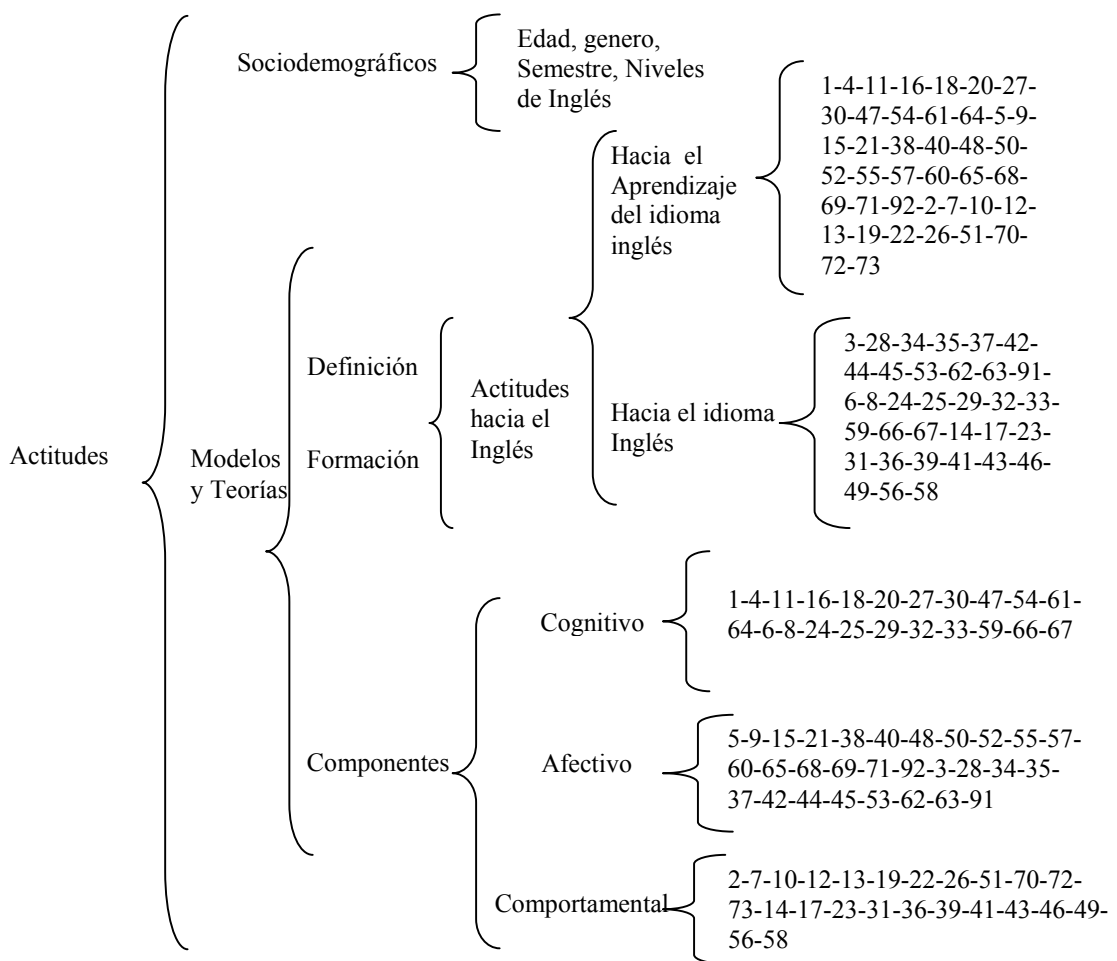 Actitudes
Sociodemográficos
Edad, genero,
Semestre, Niveles
de Inglés
Modelos
y Teorías
Definición
Formación
Actitudes
hacia el
Inglés
Hacia  el
Aprendizaje
del idioma
inglés
1-4-11-16-18-20-27-
30-47-54-61-64-5-9-
15-21-38-40-48-50-
52-55-57-60-65-68-
69-71-92-2-7-10-12-
13-19-22-26-51-70-
72-73
Hacia el idioma
Inglés
3-28-34-35-37-42-
44-45-53-62-63-91-
6-8-24-25-29-32-33-
59-66-67-14-17-23-
31-36-39-41-43-46-
49-56-58
Componentes
Cognitivo
1-4-11-16-18-20-27-30-47-54-61-
64-6-8-24-25-29-32-33-59-66-67
Afectivo
5-9-15-21-38-40-48-50-52-55-57-
60-65-68-69-71-92-3-28-34-35-
37-42-44-45-53-62-63-91
Comportamental
2-7-10-12-13-19-22-26-51-70-72-
73-14-17-23-31-36-39-41-43-46-49-
56-58